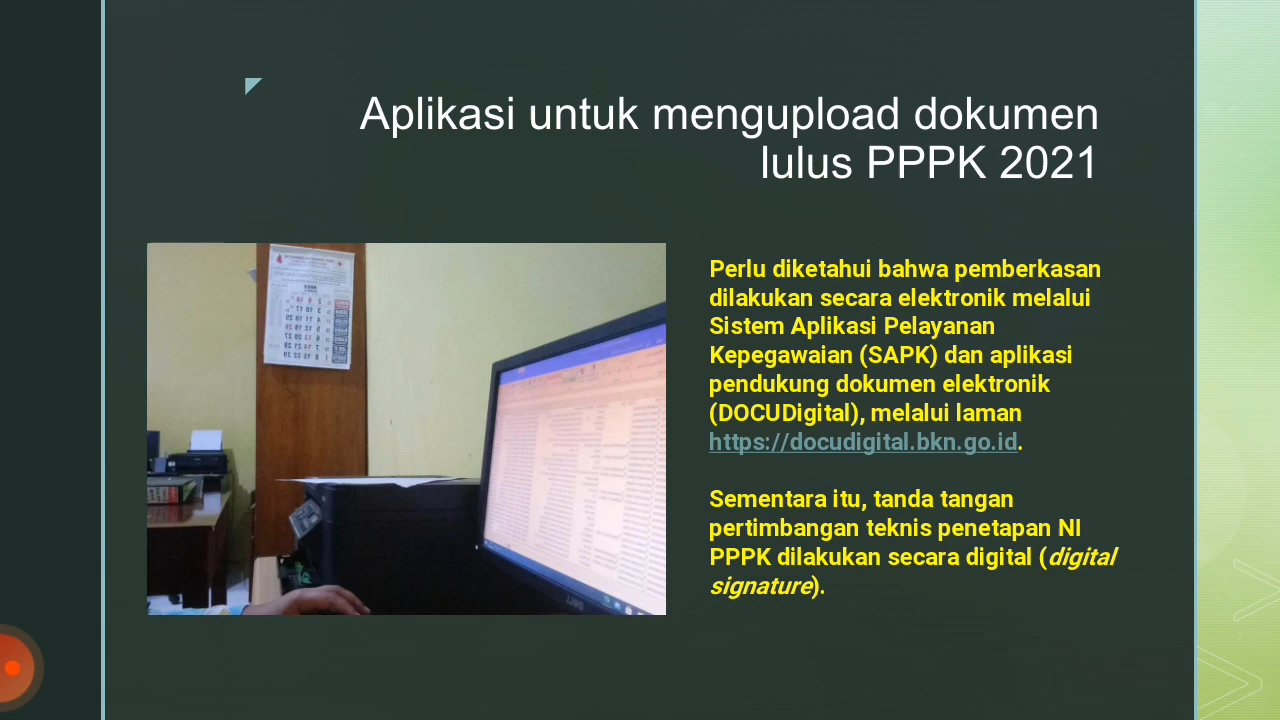 Aplikasi untuk mengupload dokumen
lulus PPPK 2021
Perlu diketahui bahwa pemberkasan
dilakukan secara elektronik melalui
Sistem Aplikasi Pelayanan
Kepegawaian (SAPK) dan aplikasi
pendukung dokumen elektronik
(DOCUDigital), melalui laman
https://docudigital.bkn.go.id.
Sementara itu, tanda tangan
pertimbangan teknis penetapan NI
PPPK dilakukan secara digital (digital
signature).